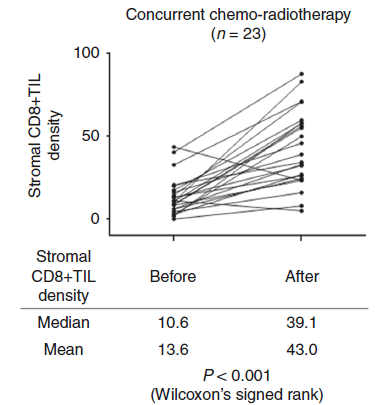 Concurrent chemo-radiotherapy
(n = 23)
Stromal CD8+TIL
density
100
50
0
Stromal
CD8+TIL
density
Before
After
Median
10.6
39.1
Mean
13.6
43.0
P < 0.001
(Wilcoxon's signed rank)